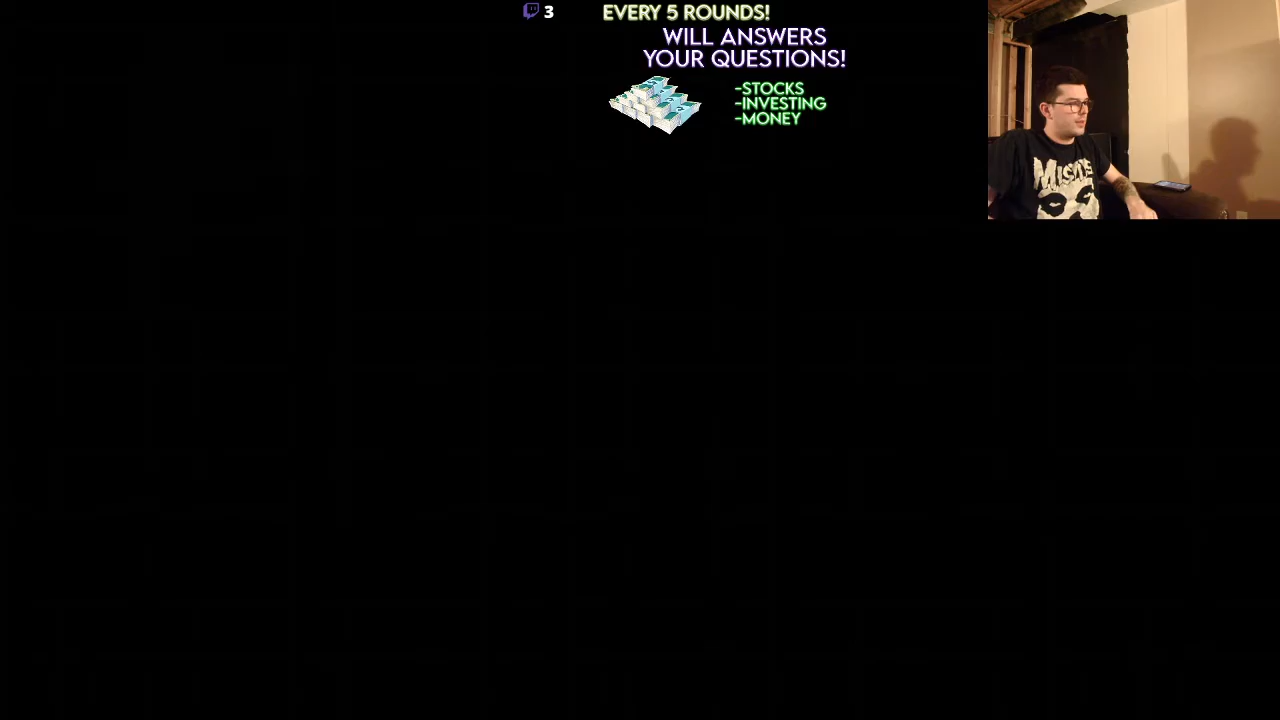 3
EVERY 5 ROUNDS!
WILL ANSWERS
YOUR QUESTIONS!
-STOCKS
-INVESTING
-MONEY